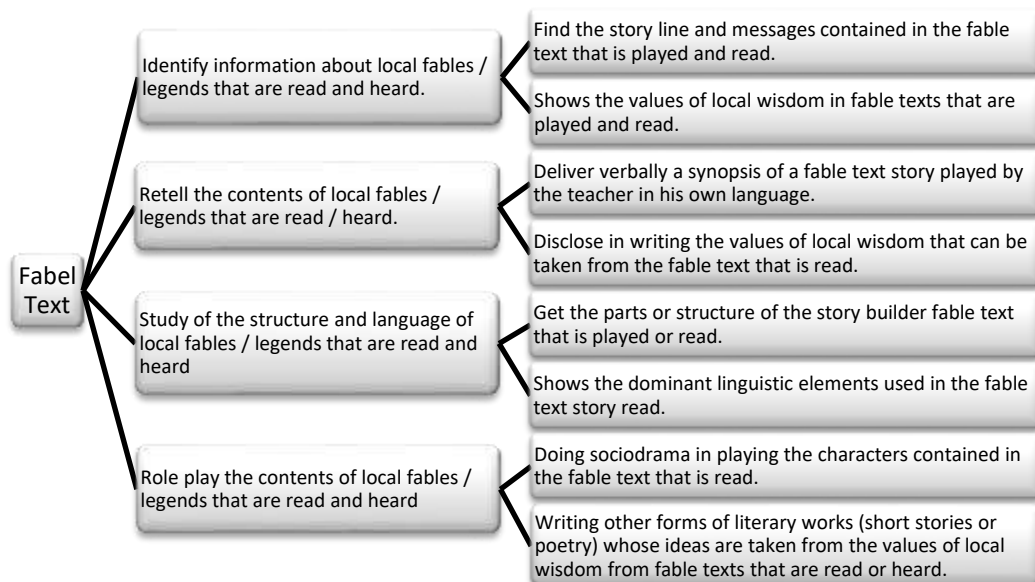 Fabel
Text
Identify information about local fables /
legends that are read and heard.
Find the story line and messages contained in the fable
text that is played and read.
Shows the values of local wisdom in fable texts that are
played and read.
Retell the contents of local fables /
legends that are read / heard.
Deliver verbally a synopsis of a fable text story played by
the teacher in his own language.
Disclose in writing the values of local wisdom that can be
taken from the fable text that is read.
Study of the structure and language of
local fables / legends that are read and
heard
Get the parts or structure of the story builder fable text
that is played or read.
Shows the dominant linguistic elements used in the fable
text story read.
Role play the contents of local fables /
legends that are read and heard
Doing sociodrama in playing the characters contained in
the fable text that is read.
Writing other forms of literary works (short stories or
poetry) whose ideas are taken from the values of local
wisdom from fable texts that are read or heard.